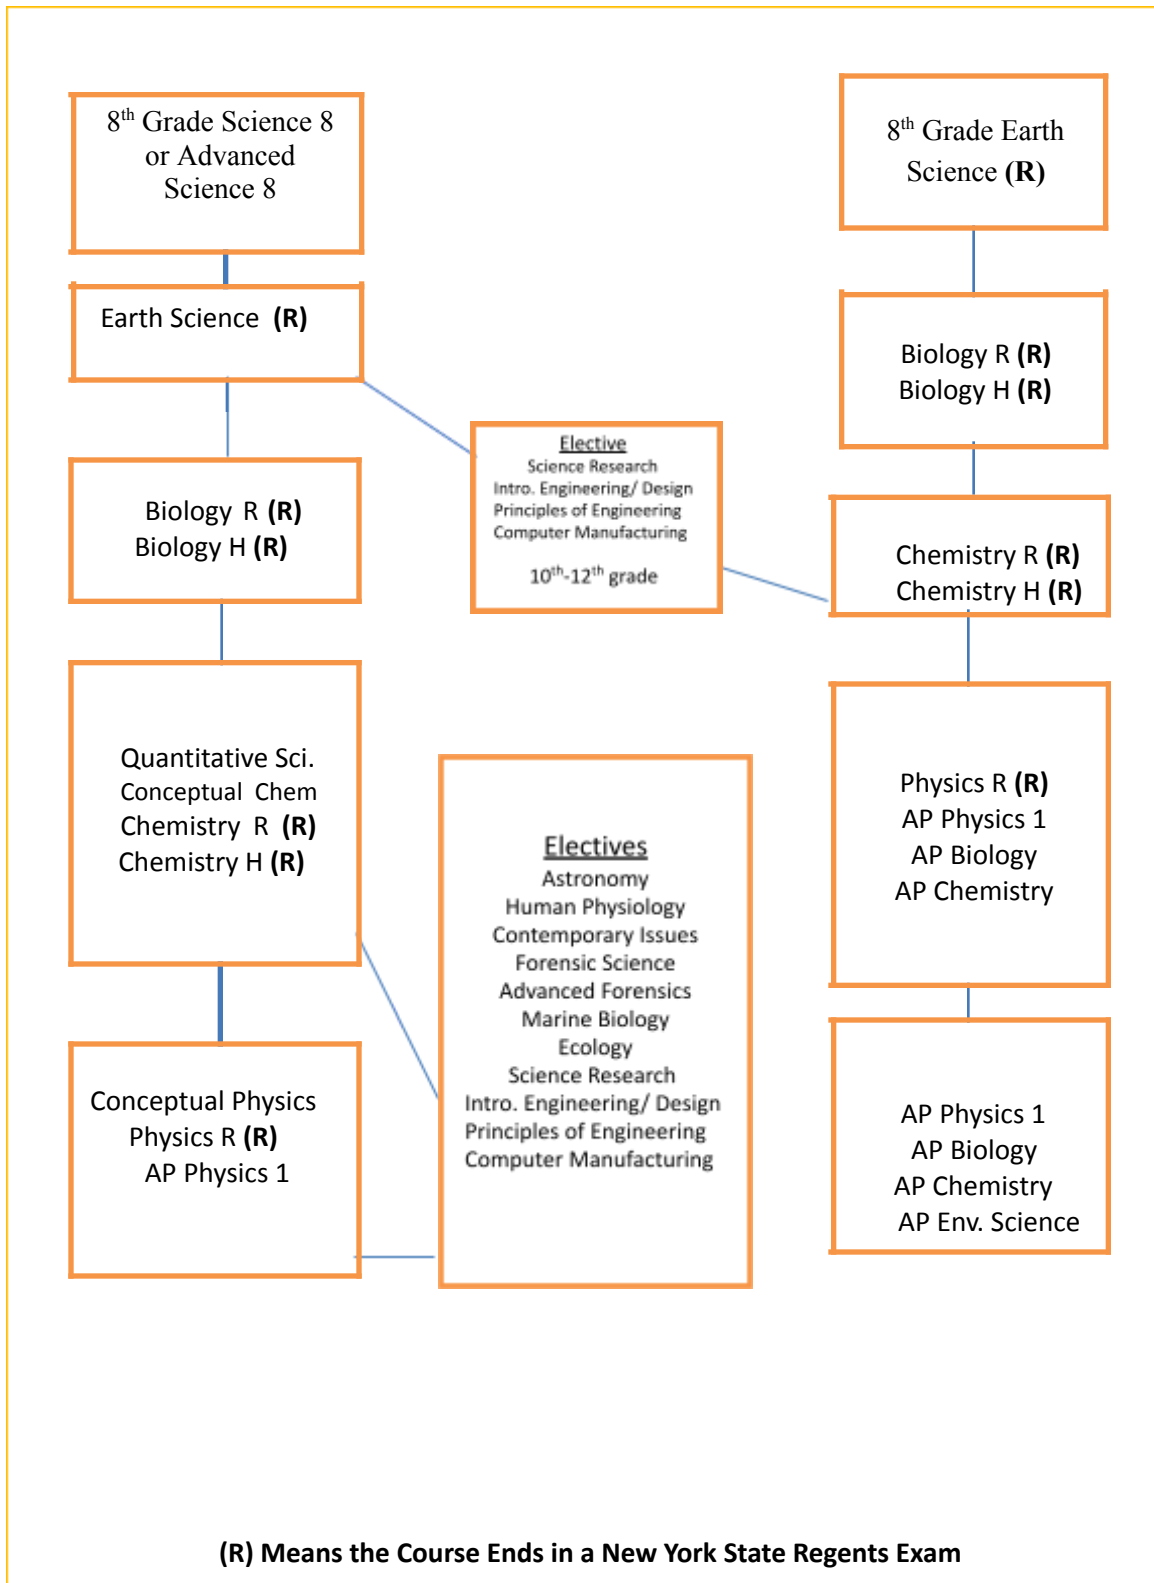 8th Grade Science 8
or Advanced
Science 8
Earth Science (R)
Biology R (R)
Biology H (R)
Quantitative Sci.
Conceptual Chem
Chemistry R (R)
Chemistry H (R)
Conceptual Physics
Physics R (R)
AP Physics 1
Elective
Science Research
Intro. Engineering/ Design
Principles of Engineering
Computer Manufacturing
10th-12th grade
Electives
Astronomy
Human Physiology
Contemporary Issues
Forensic Science
Advanced Forensics
Marine Biology
Ecology
Science Research
Intro. Engineering/ Design
Principles of Engineering
Computer Manufacturing
8th Grade Earth
Science (R)
Biology R (R)
Biology H (R)
Chemistry R (R)
Chemistry H (R)
Physics R (R)
AP Physics 1
AP Biology
AP Chemistry
AP Physics 1
AP Biology
AP Chemistry
AP Env. Science
(R) Means the Course Ends in a New York State Regents Exam